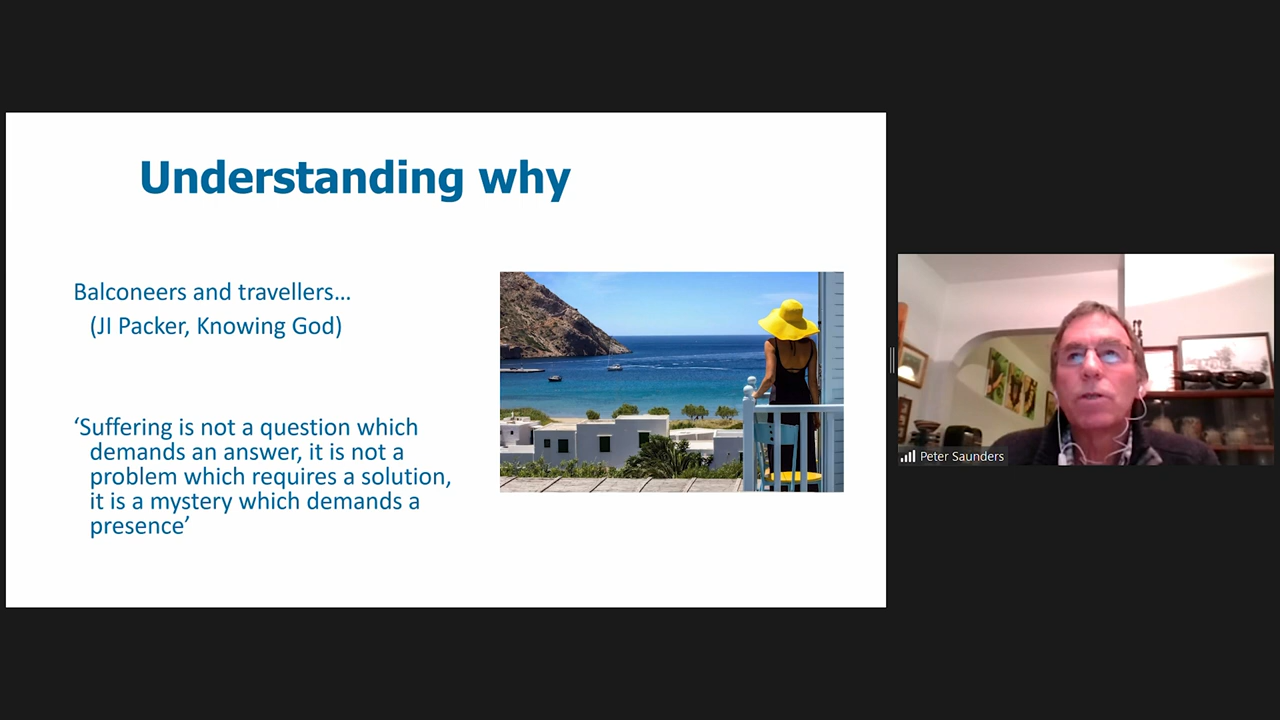 Understanding why
Balconeers and travellers…
(JI Packer, Knowing God)
‘Suffering is not a question which
demands an answer, it is not a
problem which requires a solution,
it is a mystery which demands a
presence’
Peter Saunders